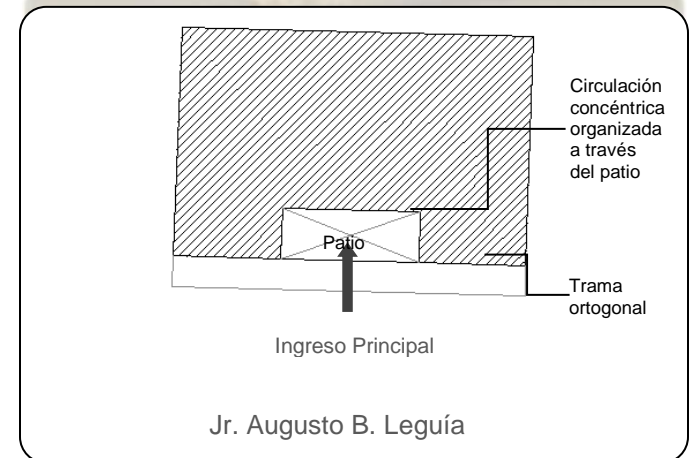 Circulación
concéntrica
organizada
a través
del patio
Patio
Trama
ortogonal
Ingreso Principal
Jr. Augusto B. Leguía